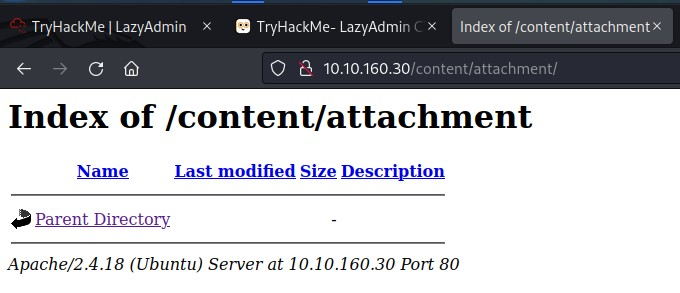 TryHackMe | LazyAdmin
TryHackMe- LazyAdmin
Index of /content/attachment
10.10.160.30/content/attachment/
Index of /content/attachment
Name Last modified Size Description
Parent Directory -
Apache/2.4.18 (Ubuntu) Server at 10.10.160.30 Port 80